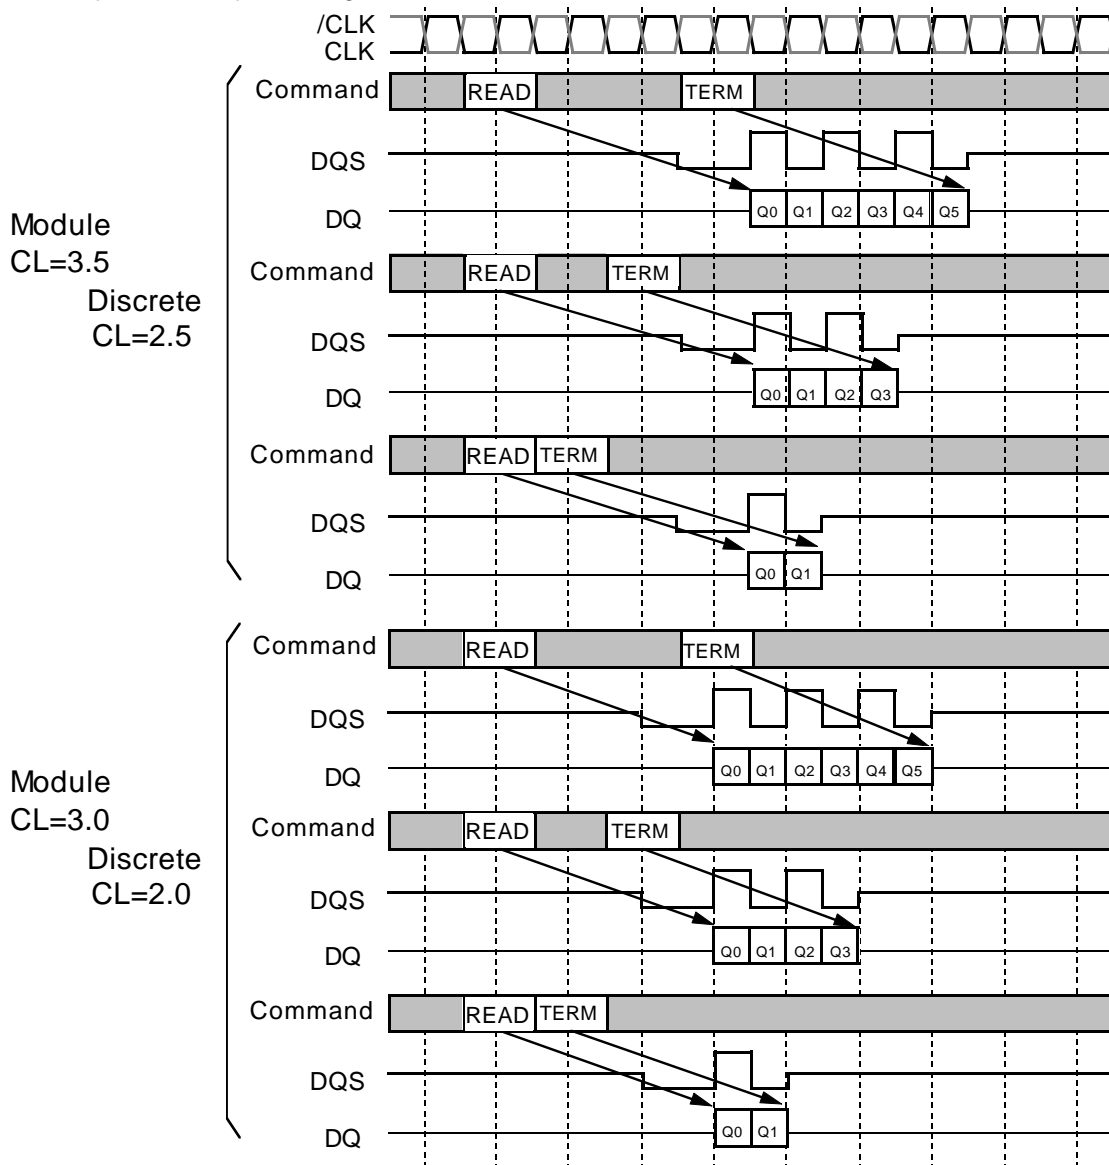 /CLK
CLK
Command READ TERM
DQS
DQ Q0 Q1 Q2 Q3 Q4 Q5
Module
CL=3.5
Discrete
CL=2.5
Command READ TERM
DQS
DQ Q0 Q1 Q2 Q3
Command READ TERM
DQS
DQ Q0 Q1
Command READ TERM
DQS
DQ Q0 Q1 Q2 Q3 Q4 Q5
Module
CL=3.0
Discrete
CL=2.0
Command READ TERM
DQS
DQ Q0 Q1 Q2 Q3
Command READ TERM
DQS
DQ Q0 Q1